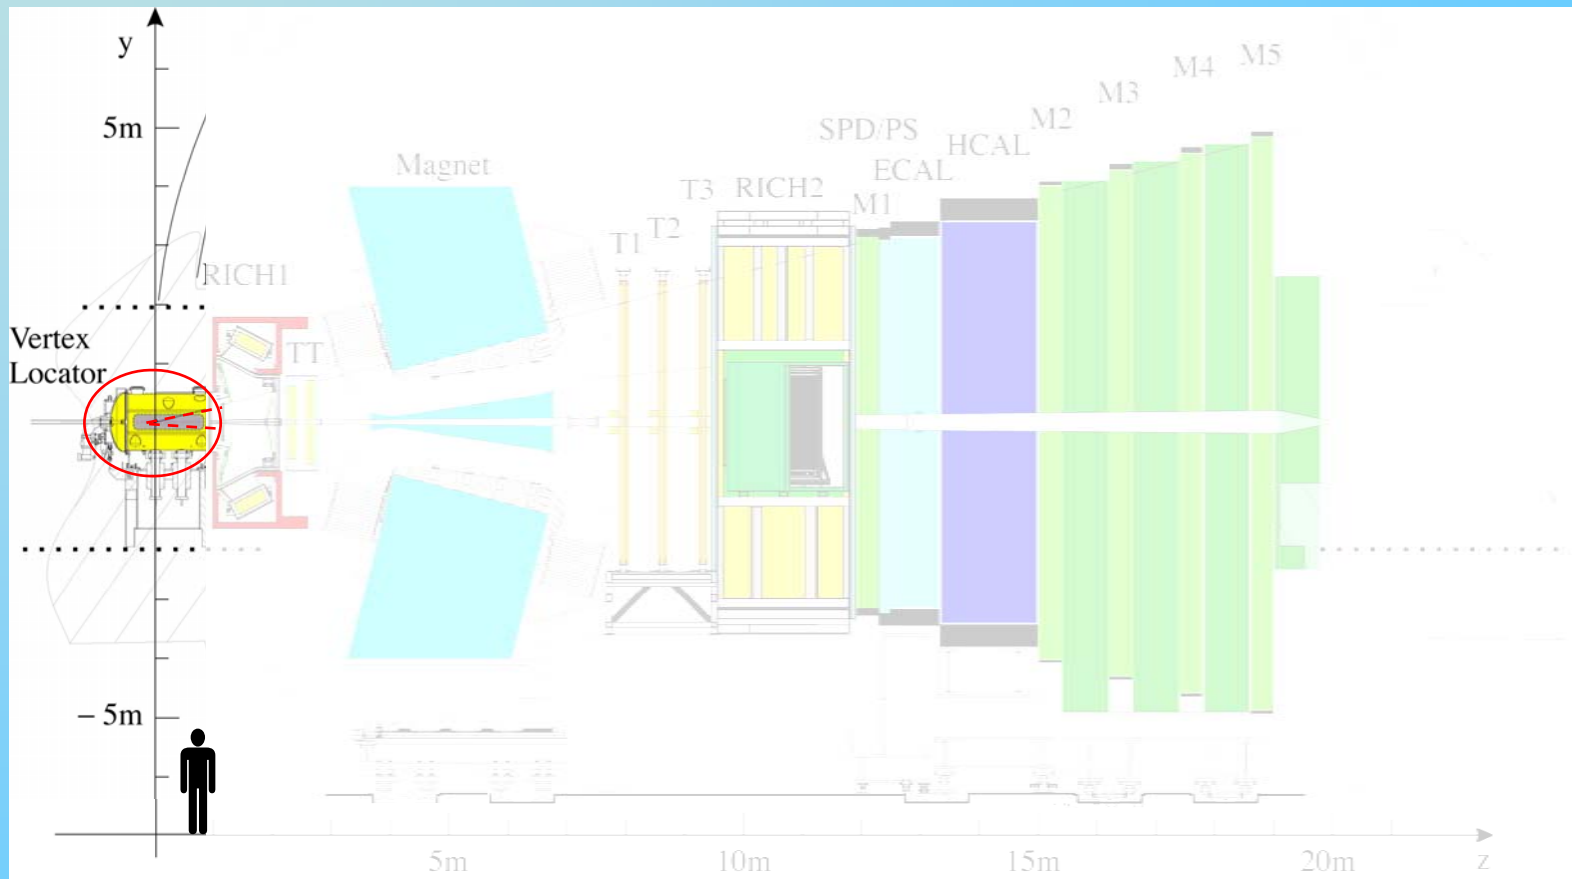 y
5m
M5
M4
M3
M2
SPD/PS
HCAL
ECAL
Magnet
T3
RICH2
M1
T2
T1
RICH1
Vertex
Locator
TT
– 5m
5m
10m
15m
20m
z